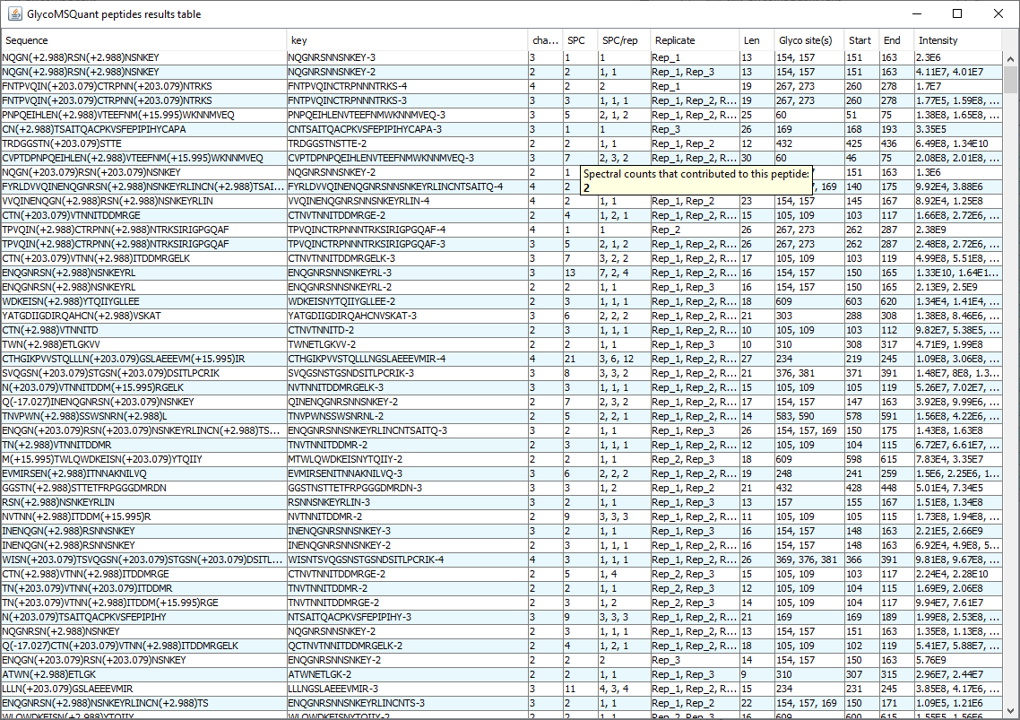 GlycoMSQuant peptides results table
Sequence key cha... SPC SPC/rep Replicate Len Glyco site(s) Start End Intensity
NQGN(+2.988)RSN(+2.988)NSNKEY NQGNRSNNSNKEY-3 3 1 1 Rep_1 13 154, 157 151 163 2.3E6
NQGN(+2.988)RSN(+2.988)NSNKEY NQGNRSNNSNKEY-2 2 2 1, 1 Rep_1, Rep_3 13 154, 157 151 163 4.11E7, 4.01E7
FNTPVQIN(+203.079)CTRPNN(+203.079)NTRKS FNTPVQINCTRPNNNTRKS-4 4 2 2 Rep_1 19 267, 273 260 278 1.7E7
FNTPVQIN(+203.079)CTRPNN(+203.079)NTRKS FNTPVQINCTRPNNNTRKS-3 3 3 1, 1, 1 Rep_1, Rep_2, R... 19 267, 273 260 278 1.77E5, 1.59E8, ...
PNPQEIHLEN(+2.988)VTEEFNM(+15.995)WKNNMVEQ PNPQEIHLENVTEEFNMWKNNMVEQ-3 3 5 2, 1, 2 Rep_1, Rep_2, R... 25 60 51 75 1.38E8, 1.65E8, ...
CN(+2.988)TSAITQACPKVSFEPIPIHYCAPA CNTSAITQACPKVSFEPIPIHYCAPA-3 3 1 1 Rep_3 26 169 168 193 3.35E5
TRDGGSTN(+203.079)STTE TRDGGSTNSTTE-2 2 2 1, 1 Rep_1, Rep_2 12 432 425 436 6.49E8, 1.34E10
CVPTDPNPQEIHLEN(+2.988)VTEEFNM(+15.995)WKNNMVEQ CVPTDPNPQEIHLENVTEEFNMWKNNMVEQ-3 3 7 2, 3, 2 Rep_1, Rep_2, R... 30 60 46 75 2.08E8, 2.01E8, ...
NQGN(+203.079)RSN(+2.988)NSNKEY NQGNRSNNSNKEY-2 2 1 151 163 1.3E6
Spectral counts that contributed to this peptide:
2
FYRLDVVQINENQGNRSN(+2.988)NSNKEYRLINCN(+2.988)TSAI... FYRLDVVQINENQGNRSNNSNKEYRLINCNTSAITQ-4 4 2 169 140 175 9.92E4, 3.88E6
VVQINENQGN(+2.988)RSN(+2.988)NSNKEYRLIN VVQINENQGNRSNNSNKEYRLIN-4 4 2 1, 1 Rep_1, Rep_2 23 154, 157 145 167 8.92E4, 1.25E8
CTN(+203.079)VTNNITDDMRGE CTNVTNNITDDMRGE-2 2 4 1, 2, 1 Rep_1, Rep_2, R... 15 105, 109 103 117 1.66E8, 2.72E6, ...
TPVQIN(+2.988)CTRPNN(+2.988)NTRKSIRIGPGQAF TPVQINCTRPNNNTRKSIRIGPGQAF-4 4 1 1 Rep_2 26 267, 273 262 287 2.38E9
TPVQIN(+2.988)CTRPNN(+2.988)NTRKSIRIGPGQAF TPVQINCTRPNNNTRKSIRIGPGQAF-3 3 5 2, 1, 2 Rep_1, Rep_2, R... 26 267, 273 262 287 2.48E8, 2.72E6, ...
CTN(+203.079)VTNN(+2.988)ITDDMRGELK CTNVTNNITDDMRGELK-3 3 7 3, 2, 2 Rep_1, Rep_2, R... 17 105, 109 103 119 4.99E8, 5.51E8, ...
ENQGNRSN(+2.988)NSNKEYRL ENQGNRSNNSNKEYRL-3 3 13 7, 2, 4 Rep_1, Rep_2, R... 16 154, 157 150 165 1.33E10, 1.64E1...
ENQGNRSN(+2.988)NSNKEYRL ENQGNRSNNSNKEYRL-2 2 2 1, 1 Rep_1, Rep_3 16 154, 157 150 165 2.13E9, 2.5E9
WDKEISN(+2.988)YTQIIYGLLEE WDKEISNYTQIIYGLLEE-2 2 3 1, 1, 1 Rep_1, Rep_2, R... 18 609 603 620 1.34E4, 1.41E4, ...
YATGDIIGDIRQAHCN(+2.988)VSKAT YATGDIIGDIRQAHCNVSKAT-3 3 6 2, 2, 2 Rep_1, Rep_2, R... 21 303 288 308 1.38E8, 8.46E6, ...
CTN(+2.988)VTNNITD CTNVTNNITD-2 2 3 1, 1, 1 Rep_1, Rep_2, R... 10 105, 109 103 112 9.82E7, 5.38E5, ...
TWN(+2.988)ETLGKVV TWNETLGKVV-2 2 2 1, 1 Rep_1, Rep_3 10 310 308 317 4.71E9, 1.99E8
CTHGIKPVVSTQLLLN(+203.079)GSLAEEEVM(+15.995)IR CTHGIKPVVSTQLLLNGSLAEEEVMIR-4 4 21 3, 6, 12 Rep_1, Rep_2, R... 27 234 219 245 1.09E8, 3.06E8, ...
SVQGSN(+203.079)STGSN(+203.079)DSITLPCRIK SVQGSNSTGSNDSITLPCRIK-3 3 8 3, 3, 2 Rep_1, Rep_2, R... 21 376, 381 371 391 1.48E7, 8E8, 1.3...
N(+203.079)VTNNITDDM(+15.995)RGELK NVTNNITDDMRGELK-3 3 3 1, 1, 1 Rep_1, Rep_2, R... 15 105, 109 105 119 5.26E7, 7.02E7, ...
Q(-17.027)INENQGNRSN(+203.079)NSNKEY QINENQGNRSNNSNKEY-2 2 7 2, 3, 2 Rep_1, Rep_2, R... 17 154, 157 147 163 3.92E8, 9.99E6, ...
TNVPWN(+2.988)SSWSNRN(+2.988)L TNVPWNSSWSNRNL-2 2 5 2, 2, 1 Rep_1, Rep_2, R... 14 583, 590 578 591 1.56E8, 4.22E6, ...
ENQGN(+203.079)RSN(+203.079)NSNKEYRLINCN(+2.988)TS... ENQGNRSNNSNKEYRLINCNTSAITQ-3 3 2 1, 1 Rep_2, Rep_3 26 154, 157, 169 150 175 1.43E8, 1.63E8
TN(+2.988)VTNNITDDMR TNVTNNITDDMR-2 2 3 1, 1, 1 Rep_1, Rep_2, R... 12 105, 109 104 115 6.72E7, 6.61E7, ...
M(+15.995)TWLQWDKEISN(+203.079)YTQIIY MTWLQWDKEISNYTQIIY-2 2 2 1, 1 Rep_2, Rep_3 18 609 598 615 7.83E4, 3.35E7
EVMIRSEN(+2.988)ITNNAKNILVQ EVMIRSENITNNAKNILVQ-3 3 6 2, 2, 2 Rep_1, Rep_2, R... 19 248 241 259 1.5E6, 2.25E6, 1...
GGSTN(+2.988)STTETFRPGGGDMRDN GGSTNSTTETFRPGGGDMRDN-3 3 3 1, 2 Rep_1, Rep_2 21 432 428 448 5.01E4, 7.34E5
RSN(+2.988)NSNKEYRLIN RSNNSNKEYRLIN-3 3 2 1, 1 Rep_1, Rep_3 13 157 155 167 1.51E8, 1.34E8
NVTNN(+2.988)ITDDM(+15.995)R NVTNNITDDMR-2 2 9 3, 3, 3 Rep_1, Rep_2, R... 11 105, 109 105 115 1.73E8, 1.94E8, ...
INENQGN(+2.988)RSNNSNKEY INENQGNRSNNSNKEY-3 3 2 1, 1 Rep_1, Rep_3 16 154, 157 148 163 2.21E5, 2.66E9
INENQGN(+2.988)RSNNSNKEY INENQGNRSNNSNKEY-2 2 3 1, 1, 1 Rep_1, Rep_2, R... 16 154, 157 148 163 6.92E4, 4.9E8, 5...
WISN(+203.079)TSVQGSN(+203.079)STGSN(+203.079)DSITL... WISNTSVQGSNSTGSNDSITLPCRIK-4 4 3 1, 1, 1 Rep_1, Rep_2, R... 26 369, 376, 381 366 391 9.81E8, 9.67E8, ...
CTN(+2.988)VTNN(+2.988)ITDDMRGE CTNVTNNITDDMRGE-2 2 5 1, 4 Rep_2, Rep_3 15 105, 109 103 117 2.24E4, 2.28E10
TN(+203.079)VTNN(+203.079)ITDDMR TNVTNNITDDMR-2 2 2 1, 1 Rep_2, Rep_3 12 105, 109 104 115 1.69E9, 2.06E8
TN(+203.079)VTNN(+2.988)ITDDM(+15.995)RGE TNVTNNITDDMRGE-2 2 3 1, 2 Rep_2, Rep_3 14 105, 109 104 117 9.94E7, 7.61E7
N(+203.079)TSAITQACPKVSFEPIPIHY NTSAITQACPKVSFEPIPIHY-3 3 9 3, 3, 3 Rep_1, Rep_2, R... 21 169 169 189 1.99E8, 2.53E8, ...
NQGNRSN(+2.988)NSNKEY NQGNRSNNSNKEY-2 2 3 1, 1, 1 Rep_1, Rep_2, R... 13 154, 157 151 163 1.35E8, 1.13E8, ...
Q(-17.027)CTN(+203.079)VTNN(+2.988)ITDDMRGELK QCTNVTNNITDDMRGELK-2 2 4 1, 2, 1 Rep_1, Rep_2, R... 18 105, 109 102 119 5.41E7, 5.88E7, ...
ENQGN(+203.079)RSN(+203.079)NSNKEY ENQGNRSNNSNKEY-2 2 2 2 Rep_3 14 154, 157 150 163 5.76E9
ATWN(+2.988)ETLGK ATWNETLGK-2 2 2 1, 1 Rep_1, Rep_3 9 310 307 315 2.96E7, 2.44E7
LLLN(+203.079)GSLAEEEVMIR LLLNGSLAEEEVMIR-3 3 11 4, 3, 4 Rep_1, Rep_2, R... 15 234 231 245 3.85E8, 4.17E6, ...
ENQGNRSN(+2.988)NSNKEYRLINCN(+2.988)TS ENQGNRSNNSNKEYRLINCNTS-3 3 2 1, 1 Rep_1, Rep_2 22 154, 157, 169 150 171 1.09E5, 1.21E6